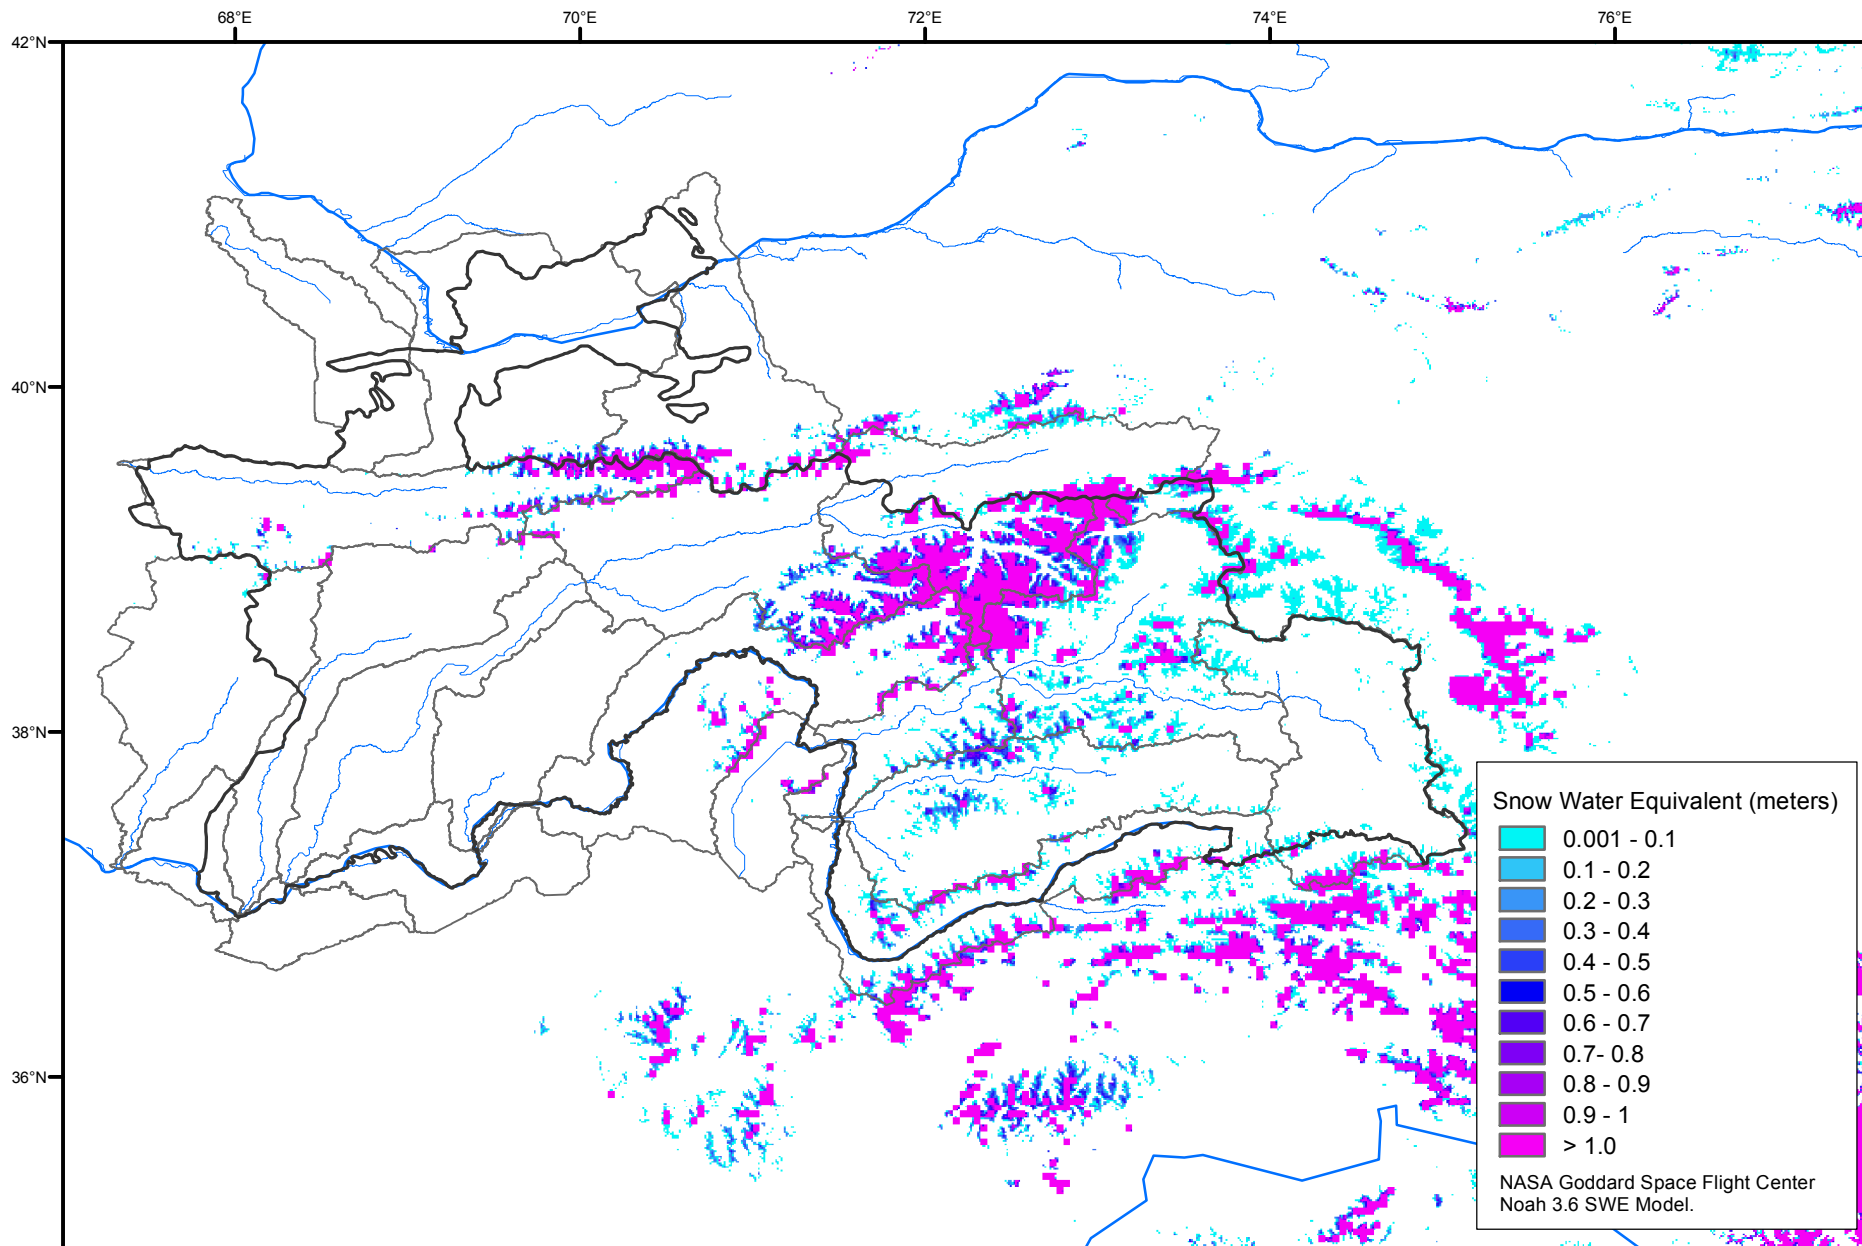 68°E 70°E 72°E 74°E 76°E
42°N
40°N
38°N
36°N
Snow Water Equivalent (meters)
0.001 - 0.1
0.1 - 0.2
0.2 - 0.3
0.3 - 0.4
0.4 - 0.5
0.5 - 0.6
0.6 - 0.7
0.7- 0.8
0.8 - 0.9
0.9 - 1
> 1.0
NASA Goddard Space Flight Center
Noah 3.6 SWE Model.